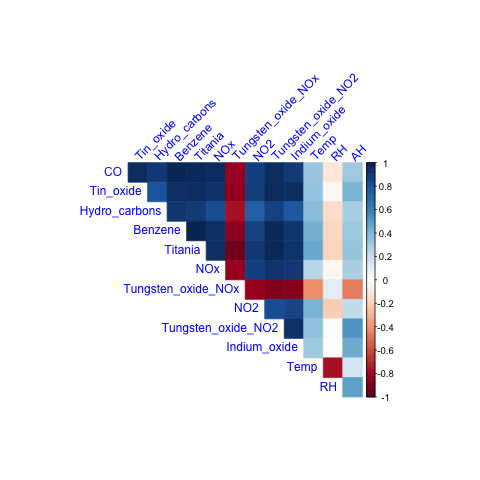 Tin_oxide
Hydro_carbons
Benzene
Titania
NOx
Tungsten_oxide_NOx
NO2
Tungsten_oxide_NO2
Indium_oxide
Temp
RH
AH
CO
Tin_oxide
Hydro_carbons
Benzene
Titania
NOx
Tungsten_oxide_NOx
NO2
Tungsten_oxide_NO2
Indium_oxide
Temp
RH
1
0.8
0.6
0.4
0.2
0
-0.2
-0.4
-0.6
-0.8
-1